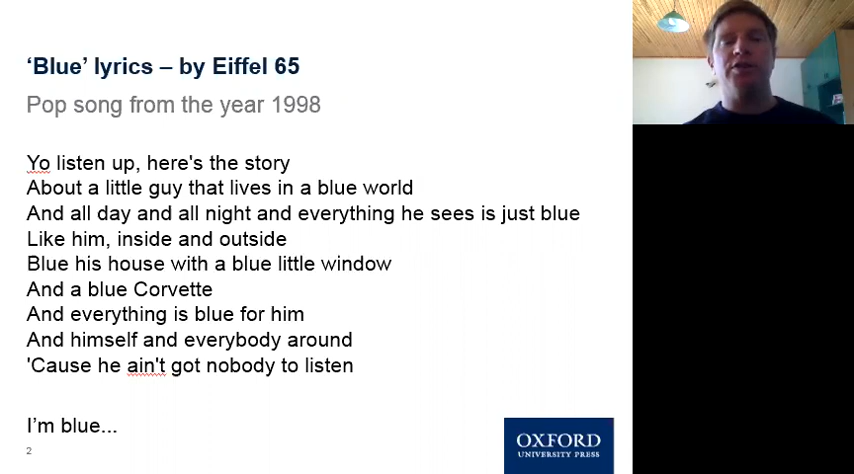 ‘Blue’ lyrics – by Eiffel 65
Pop song from the year 1998
Yo listen up, here's the story
About a little guy that lives in a blue world
And all day and all night and everything he sees is just blue
Like him, inside and outside
Blue his house with a blue little window
And a blue Corvette
And everything is blue for him
And himself and everybody around
'Cause he ain't got nobody to listen
I’m blue...
2
OXFORD
UNIVERSITY PRESS